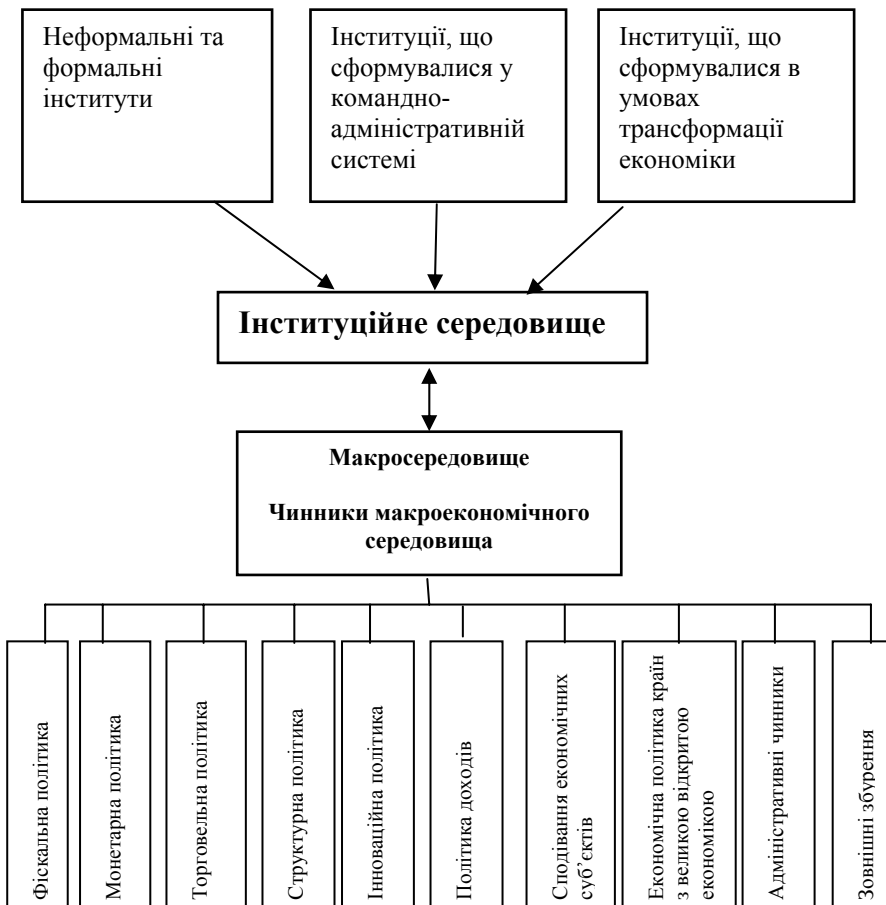 Неформальні та
формальні
інститути
Інституції, що
сформувалися у
командно-
адміністративній
системі
Інституції, що
сформувалися в
умовах
трансформації
економіки
Інституційне середовище
Макросередовище
Чинники макроекономічного
середовища
Фіскальна політика
Монетарна політика
Торговельна політика
Структурна політика
Інноваційна політика
Політика доходів
Сподівання економічних
суб’єктів
Економічна політика країн
з великою відкритою
економікою
Адміністративні чинники
Зовнішні збурення